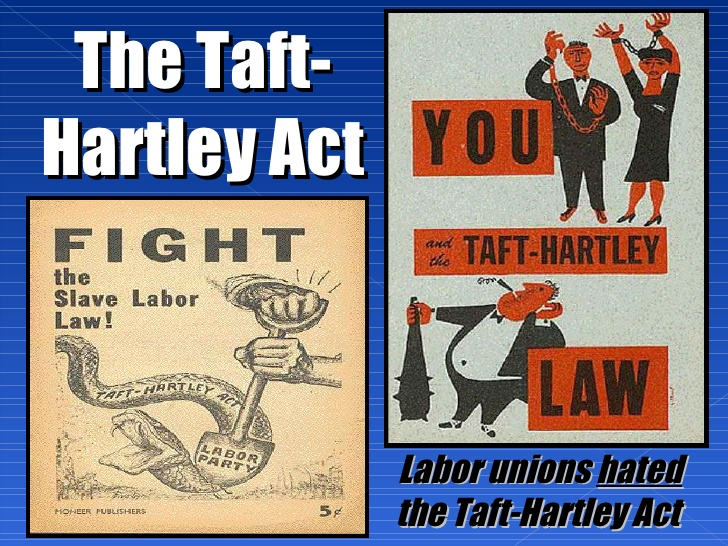 The Taft-
Hartley Act
FIGHT
the
Slave Labor
Law!
TAFT-HARTLEY ACT
LABOR
PARTY
PIONEER PUBLISHERS
5¢
YOU
and
the
TAFT-HARTLEY
LAW
Labor unions hated
the Taft-Hartley Act